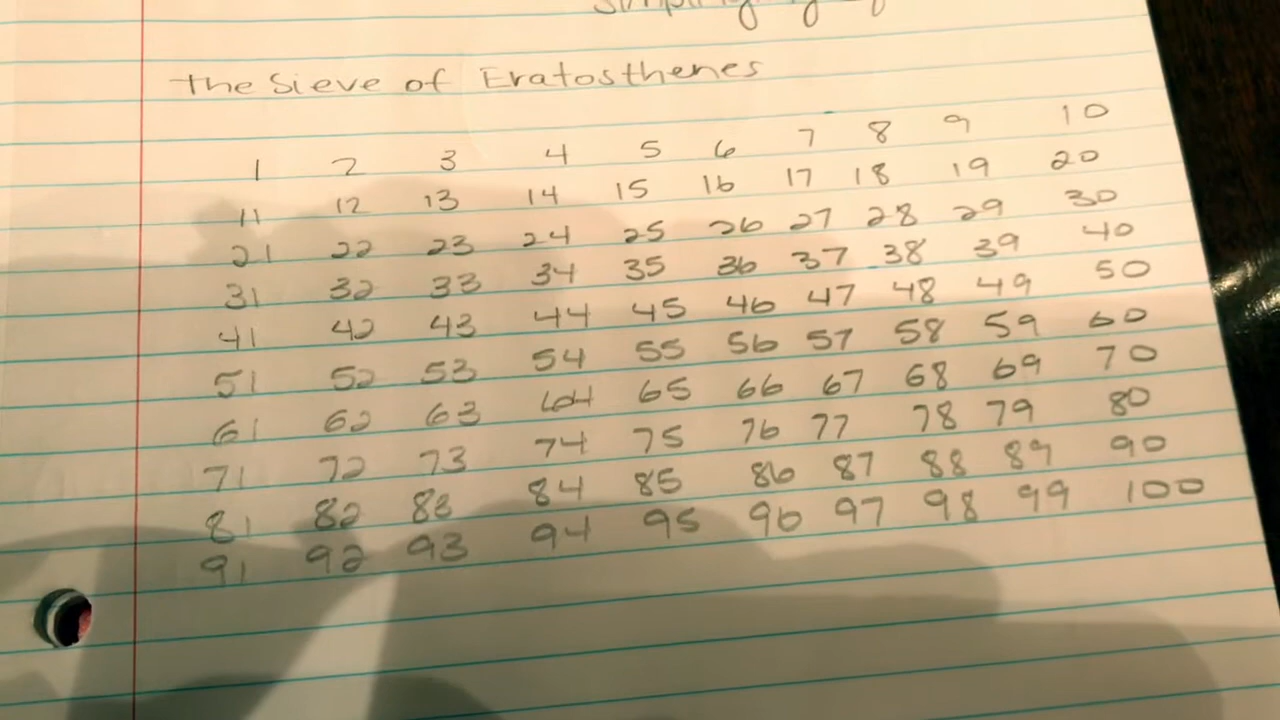 The Sieve of Eratosthenes
1 2 3 4 5 6 7 8 9 10
11 12 13 14 15 16 17 18 19 20
21 22 23 24 25 26 27 28 29 30
31 32 33 34 35 36 37 38 39 40
41 42 43 44 45 46 47 48 49 50
51 52 53 54 55 56 57 58 59 60
61 62 63 64 65 66 67 68 69 70
71 72 73 74 75 76 77 78 79 80
81 82 83 84 85 86 87 88 89 90
91 92 93 94 95 96 97 98 99 100